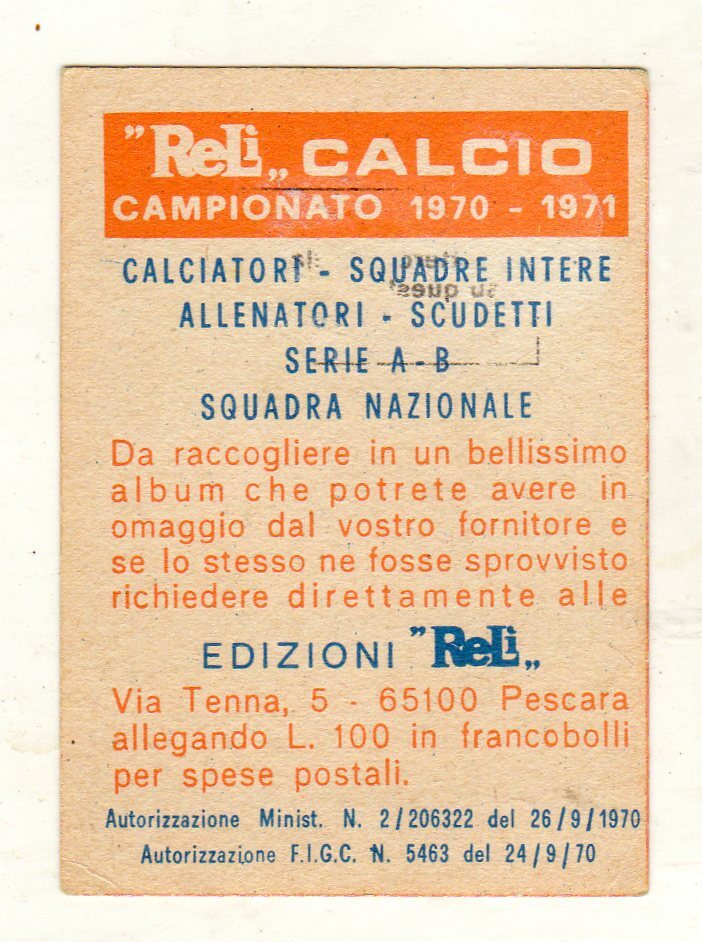 "ReLi„ CALCIO
CAMPIONATO 1970 - 1971
CALCIATORI - SQUADRE INTERE
ALLENATORI - SCUDETTI
SERIE A-B
SQUADRA NAZIONALE
Da raccogliere in un bellissimo
album che potrete avere in
omaggio dal vostro fornitore e
se lo stesso ne fosse sprovvisto
richiedere direttamente alle
EDIZIONI "ReLi„
Via Tenna, 5 - 65100 Pescara
allegando L. 100 in francobolli
per spese postali.
Autorizzazione Minist. N. 2/206322 del 26/9/1970
Autorizzazione F.I.G.C. N. 5463 del 24/9/70